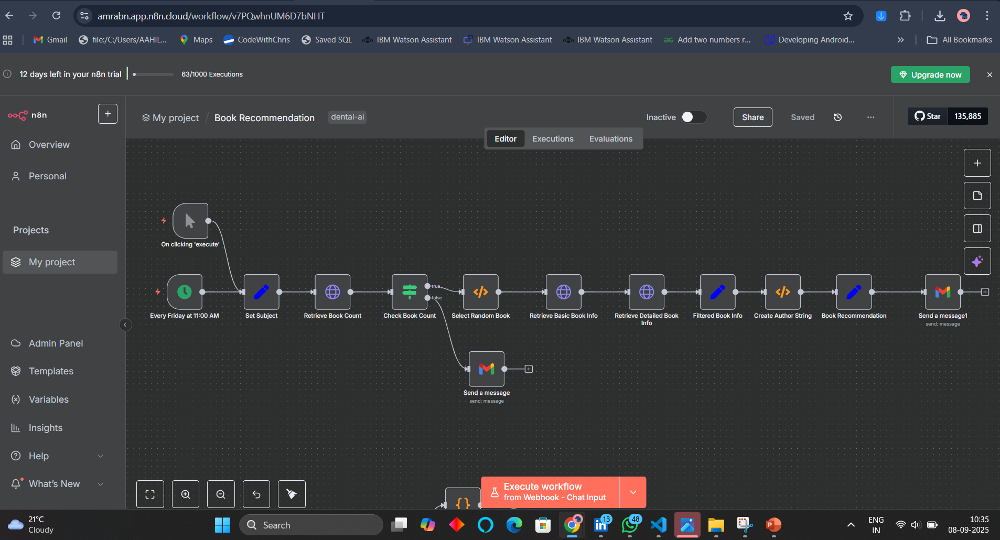 amrabn.app.n8n.cloud/workflow/v7PQwhnUM6D7bNHT
Gmail
file:/C:/Users/AAHIL...
Maps
CodeWithChris
Saved SQL
IBM Watson Assistant
IBM Watson Assistant
IBM Watson Assistant
Add two numbers r...
Developing Android...
All Bookmarks
12 days left in your n8n trial
63/1000 Executions
Upgrade now
n8n
My project / Book Recommendation
dental-ai
Inactive
Share
Saved
Star
135,885
Editor
Executions
Evaluations
Overview
Personal
Projects
My project
Admin Panel
Templates
Variables
Insights
Help
What's New
On clicking 'execute'
Every Friday at 11:00 AM
Set Subject
Retrieve Book Count
Check Book Count
true
false
Select Random Book
Retrieve Basic Book Info
Retrieve Detailed Book
Info
Filtered Book Info
Create Author String
Book Recommendation
Send a message1
send: message
Send a message
send: message
Execute workflow
from Webhook - Chat Input
21°C
Cloudy
Search
13
48
ENG
IN
10:35
08-09-2025